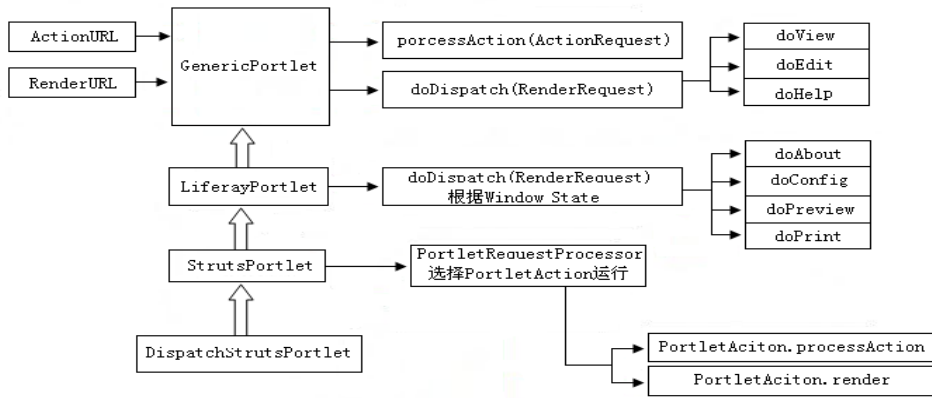 ActionURL
RenderURL
GenericPortlet
porcessAction(ActionRequest)
doDispatch(RenderRequest)
doView
doEdit
doHelp
LiferayPortlet
doDispatch(RenderRequest)
根据Window State
doAbout
doConfig
doPreview
doPrint
StrutsPortlet
PortletRequestProcessor
选择PortletAction运行
DispatchStrutsPortlet
PortletAciton.processAction
PortletAciton.render